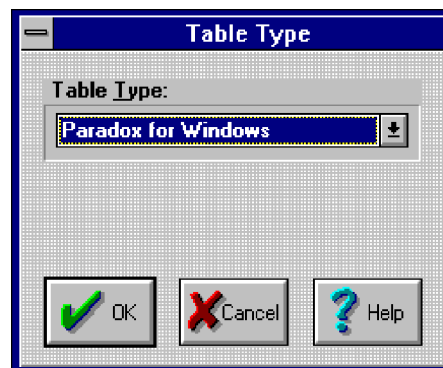 Table Type
Table Type:
Paradox for Windows
OK
Cancel
Help